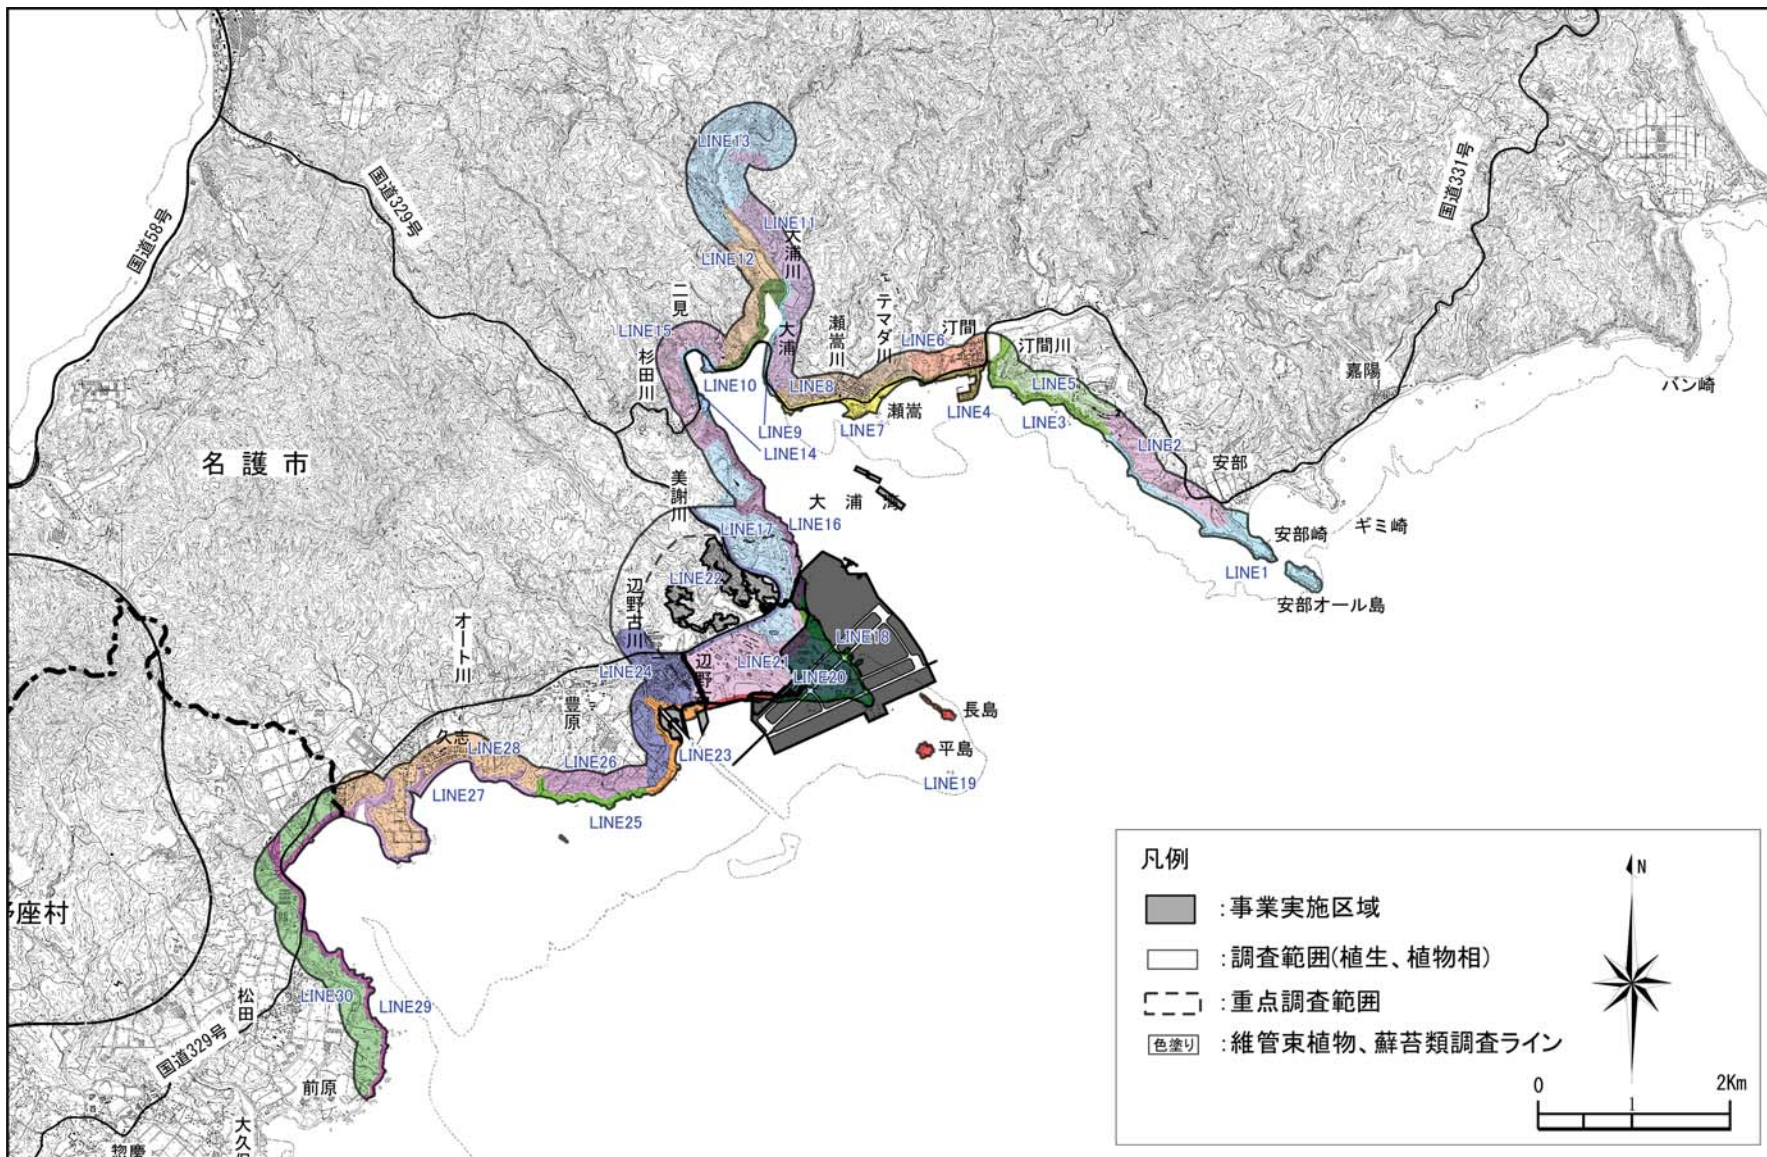 LINE13
国道329号
国道58号
国道331号
LINE11
大浦川
LINE12
二見
LINE15
杉田川
大浦
瀬嵩川
テマダ川
汀間
LINE6
汀間川
嘉陽
バン崎
LINE10
LINE8
LINE5
LINE9
LINE7
瀬嵩
LINE4
LINE3
LINE2
LINE14
名護市
安部
美謝川
大浦
LINE17
LINE16
安部崎
ギミ崎
LINE1
安部オール島
LINE22
辺野古川
オート川
LINE18
LINE24
LINE21
辺野
LINE20
豊原
長島
久志
LINE28
LINE26
LINE23
平島
LINE19
LINE27
LINE25
座村
LINE30
LINE29
松田
国道329号
前原
大久保
惣慶
凡例
:事業実施区域
:調査範囲(植生、植物相)
:重点調査範囲
色塗り :維管束植物、蘚苔類調査ライン
N
0 1 2Km